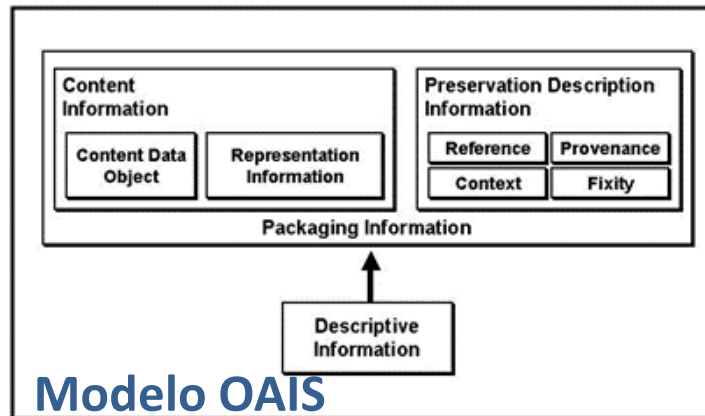 Content
Information
Content Data
Object
Representation
Information
Preservation Description
Information
Reference
Provenance
Context
Fixity
Packaging Information
Descriptive
Information
Modelo OAIS